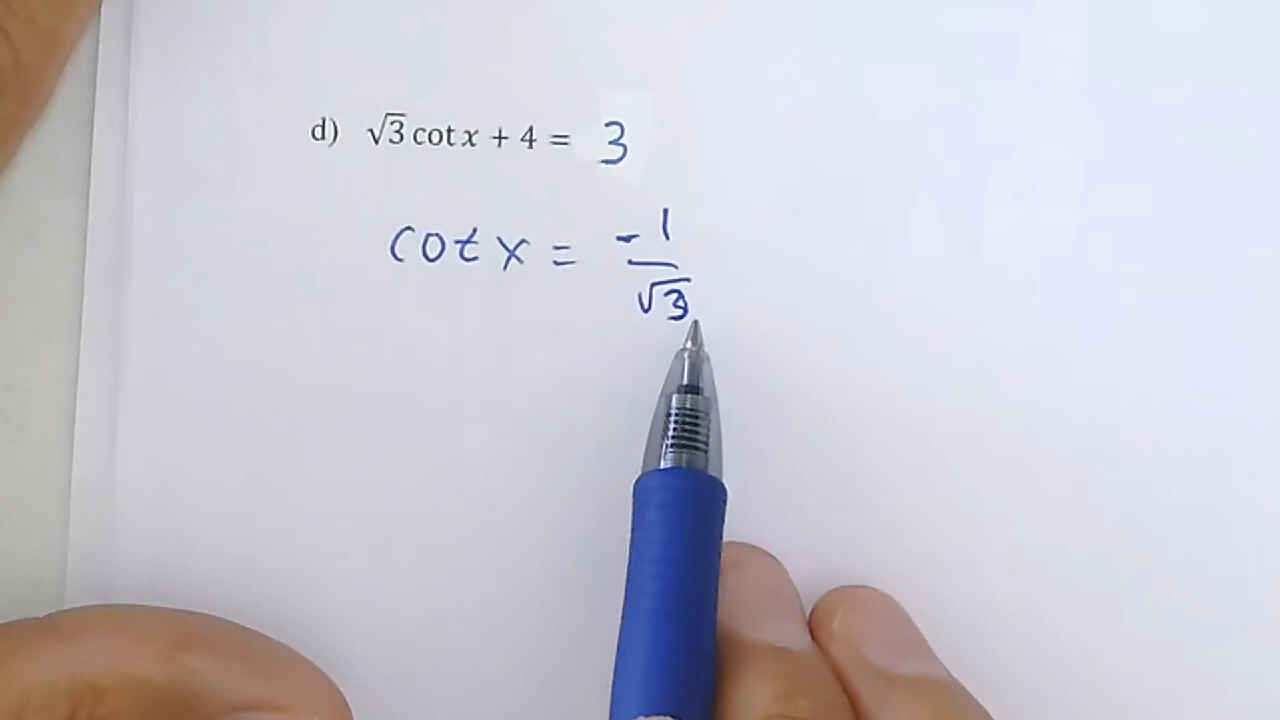 d) √3 cot x + 4 = 3
cot x = -1/√3